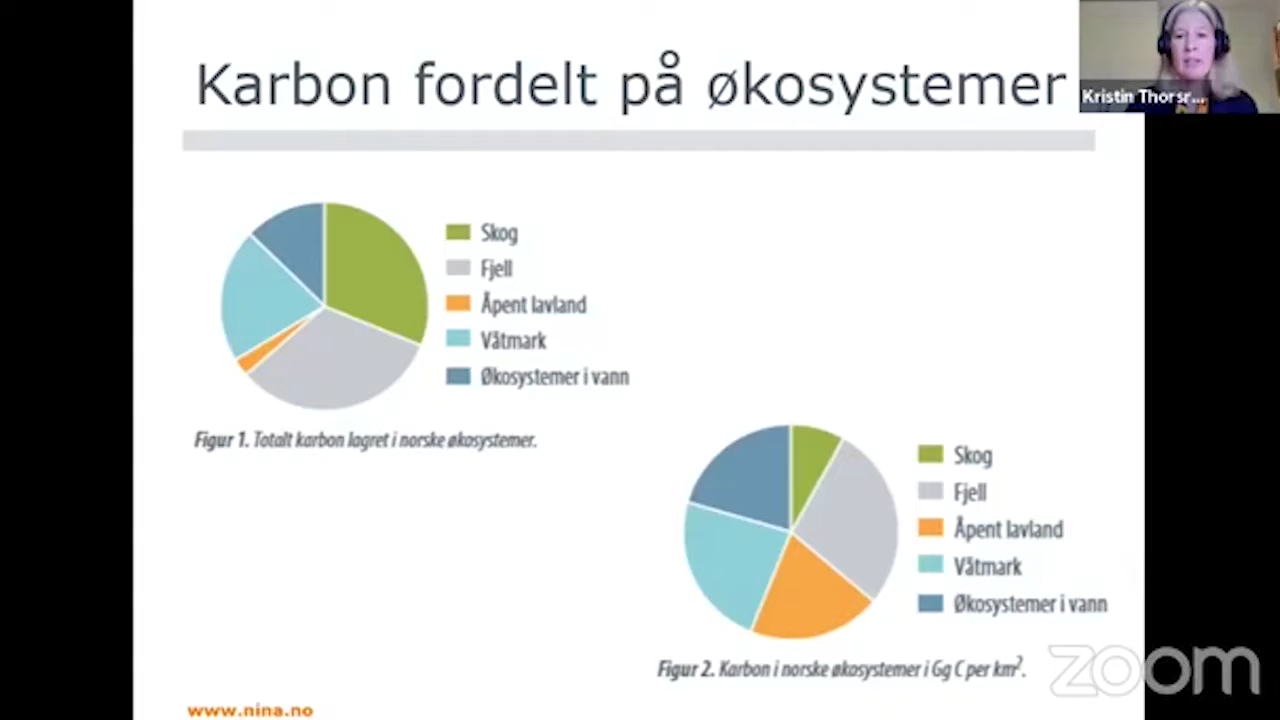 Karbon fordelt på økosystemer
Kristin Thorsr...
Skog
Fjell
Åpent lavland
Våtmark
Økosystemer i vann
Figur 1. Totalt karbon lagret i norske økosystemer.
Skog
Fjell
Åpent lavland
Våtmark
Økosystemer i vann
Figur 2. Karbon i norske økosystemer i Gg C per km².
zoom
www.nina.no